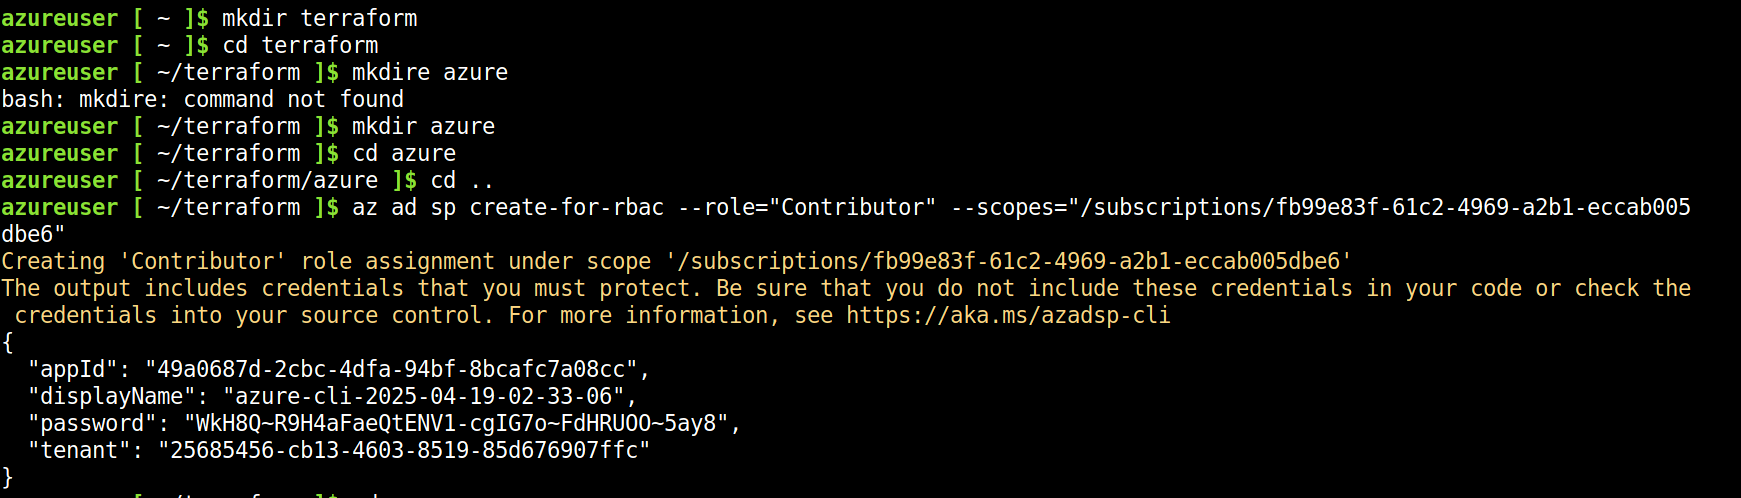 azureuser [ ~ ]$ mkdir terraform
azureuser [ ~ ]$ cd terraform
azureuser [ ~/terraform ]$ mkdire azure
bash: mkdire: command not found
azureuser [ ~/terraform ]$ mkdir azure
azureuser [ ~/terraform ]$ cd azure
azureuser [ ~/terraform/azure ]$ cd ..
azureuser [ ~/terraform ]$ az ad sp create-for-rbac --role="Contributor" --scopes="/subscriptions/fb99e83f-61c2-4969-a2b1-eccab005
dbe6"
Creating 'Contributor' role assignment under scope '/subscriptions/fb99e83f-61c2-4969-a2b1-eccab005dbe6'
The output includes credentials that you must protect. Be sure that you do not include these credentials in your code or check the
 credentials into your source control. For more information, see https://aka.ms/azadsp-cli
{
  "appId": "49a0687d-2cbc-4dfa-94bf-8bcafc7a08cc",
  "displayName": "azure-cli-2025-04-19-02-33-06",
  "password": "WkH8Q~R9H4aFaeQtENV1-cgIG7o~FdHRUOO~5ay8",
  "tenant": "25685456-cb13-4603-8519-85d676907ffc"
}